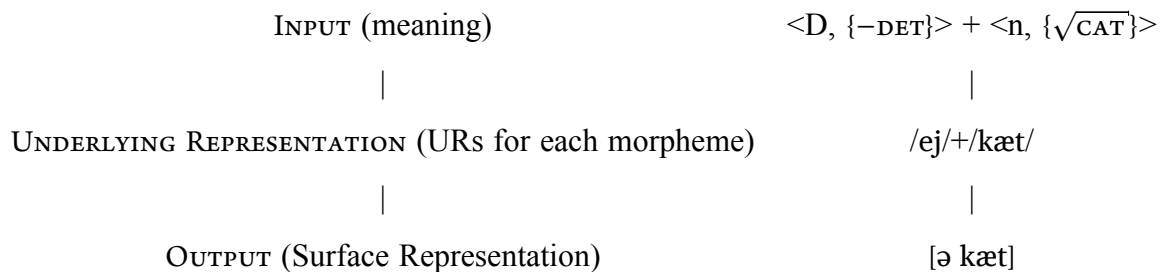 INPUT (meaning) <D, {−DET}> + <n, {√CAT}>
| |
UNDERLYING REPRESENTATION (URs for each morpheme) /ej/+/kæt/
| |
OUTPUT (Surface Representation) [ə kæt]